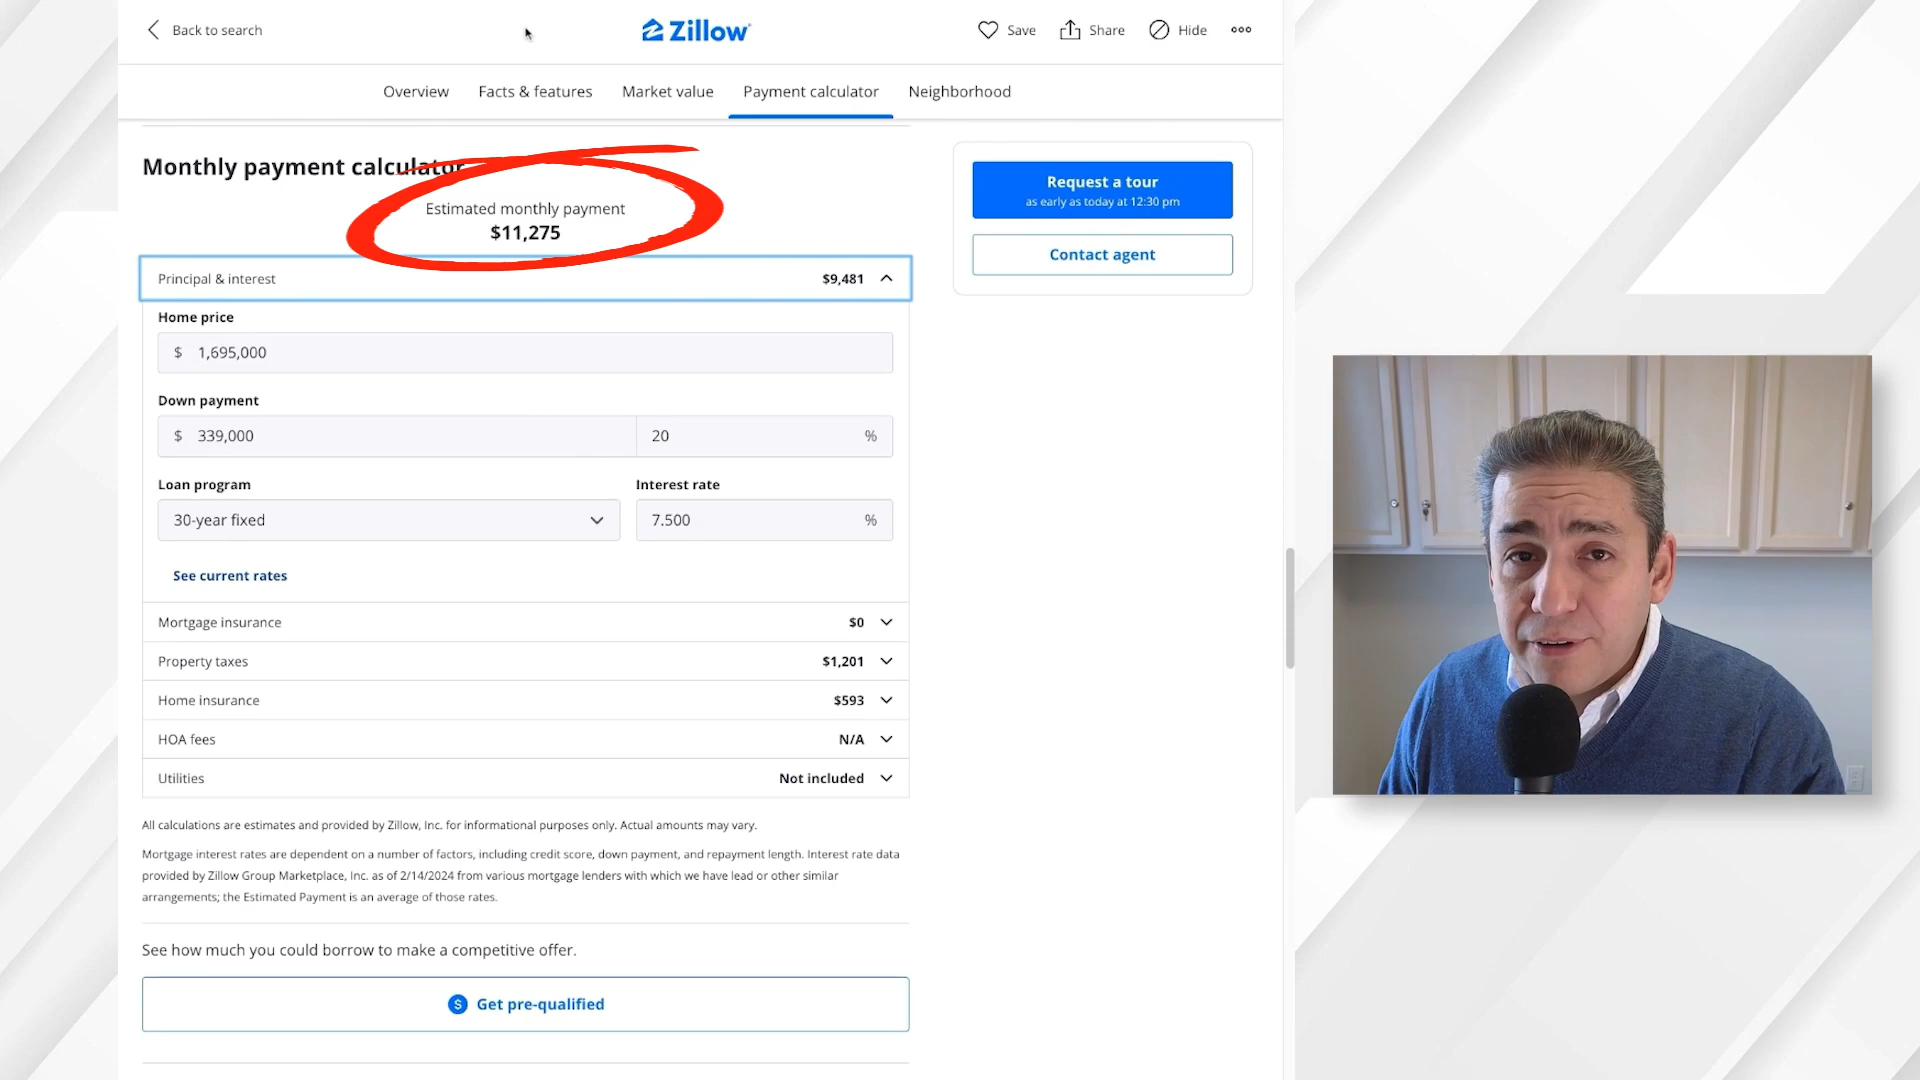 Back to search
Zillow
Save
Share
Hide
Overview
Facts & features
Market value
Payment calculator
Neighborhood
Monthly payment calculator
Estimated monthly payment
$11,275
Request a tour
as early as today at 12:30 pm
Contact agent
Principal & interest $9,481
Home price
$ 1,695,000
Down payment
$ 339,000 20 %
Loan program Interest rate
30-year fixed 7.500 %
See current rates
Mortgage insurance $0
Property taxes $1,201
Home insurance $593
HOA fees N/A
Utilities Not included
All calculations are estimates and provided by Zillow, Inc. for informational purposes only. Actual amounts may vary.
Mortgage interest rates are dependent on a number of factors, including credit score, down payment, and repayment length. Interest rate data
provided by Zillow Group Marketplace, Inc. as of 2/14/2024 from various mortgage lenders with which we have lead or other similar
arrangements; the Estimated Payment is an average of those rates.
See how much you could borrow to make a competitive offer.
$ Get pre-qualified